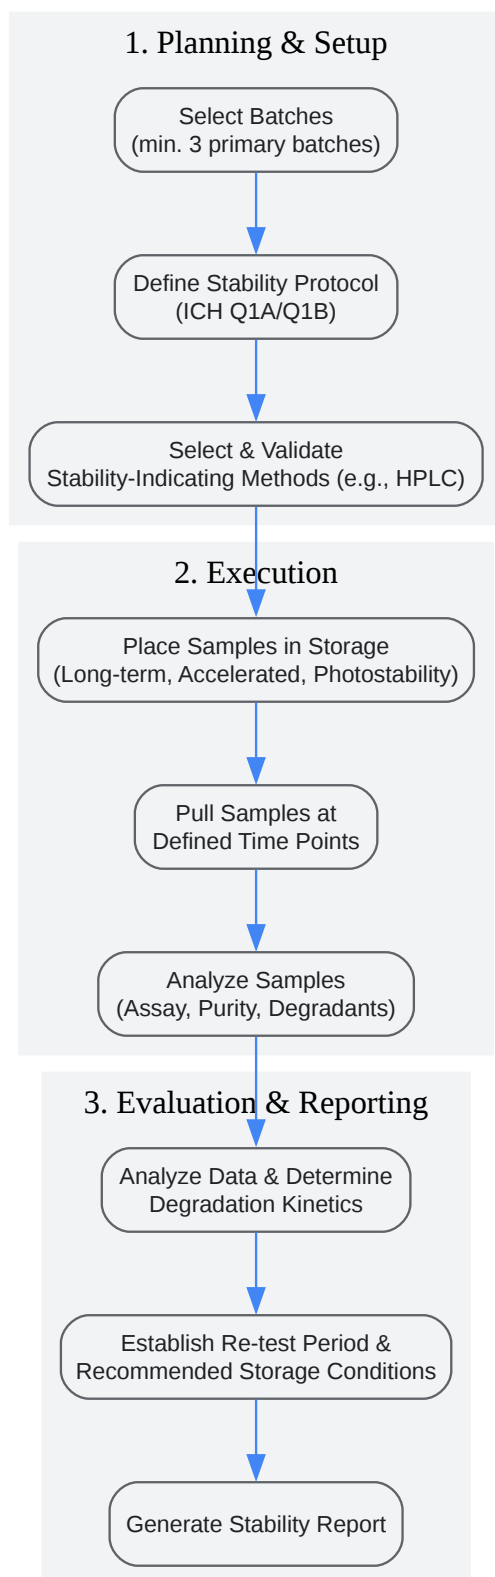 1. Planning & Setup
Select Batches
(min. 3 primary batches)
Define Stability Protocol
(ICH Q1A/Q1B)
Select & Validate
Stability-Indicating Methods (e.g., HPLC)
2. Execution
Place Samples in Storage
(Long-term, Accelerated, Photostability)
Pull Samples at
Defined Time Points
Analyze Samples
(Assay, Purity, Degradants)
3. Evaluation & Reporting
Analyze Data & Determine
Degradation Kinetics
Establish Re-test Period &
Recommended Storage Conditions
Generate Stability Report